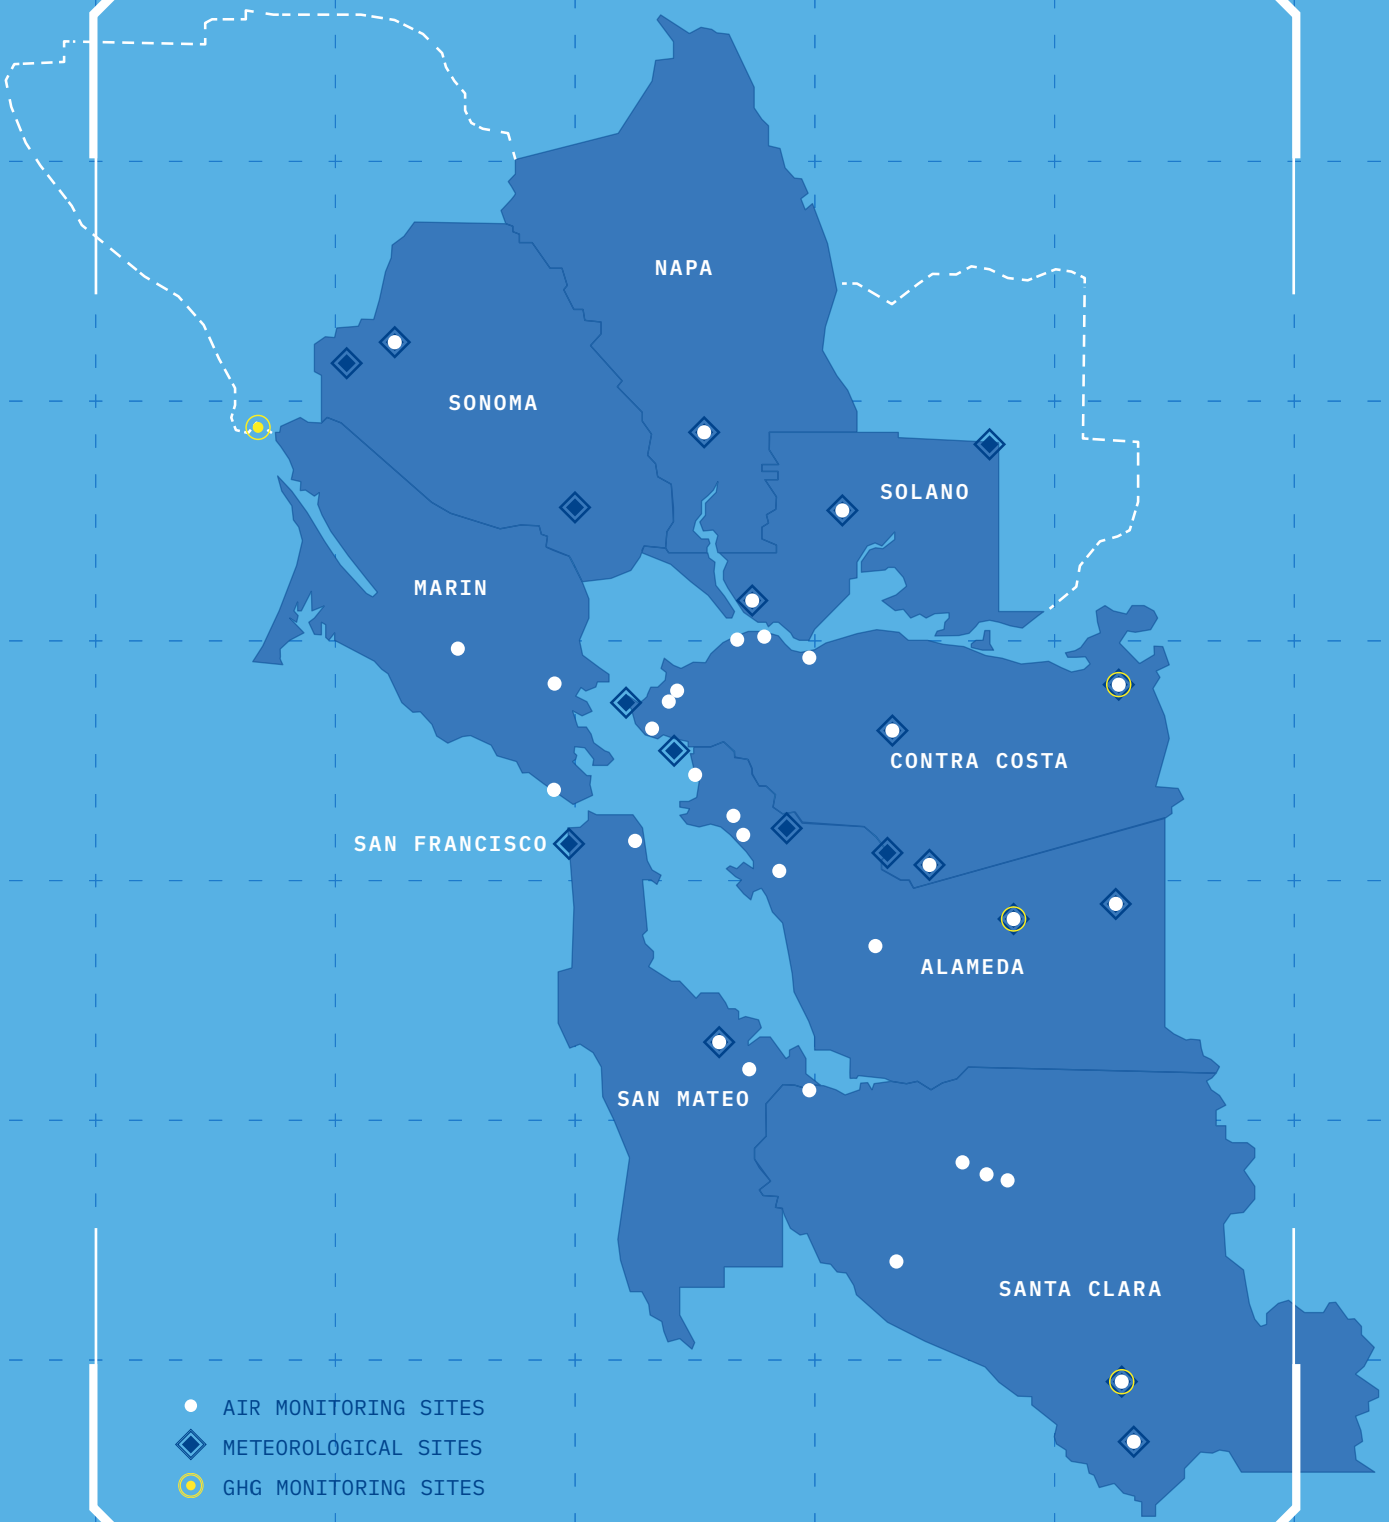 NAPA
SONOMA
SOLANO
MARIN
CONTRA COSTA
SAN FRANCISCO
ALAMEDA
SAN MATEO
SANTA CLARA
AIR MONITORING SITES
METEOROLOGICAL SITES
GHG MONITORING SITES